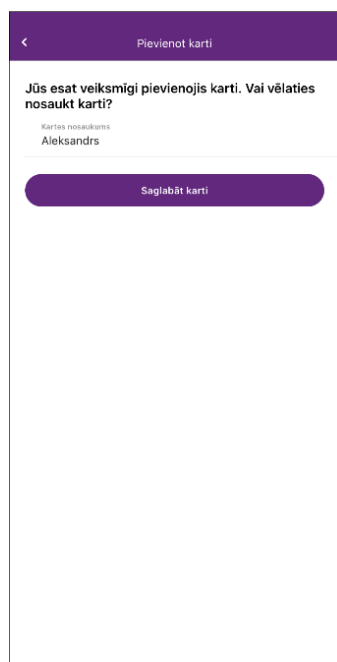 Pievienot karti
Jūs esat veiksmīgi pievienojis karti. Vai vēlaties
nosaukt karti?
Kartes nosaukums
Aleksandrs
Saglabāt karti